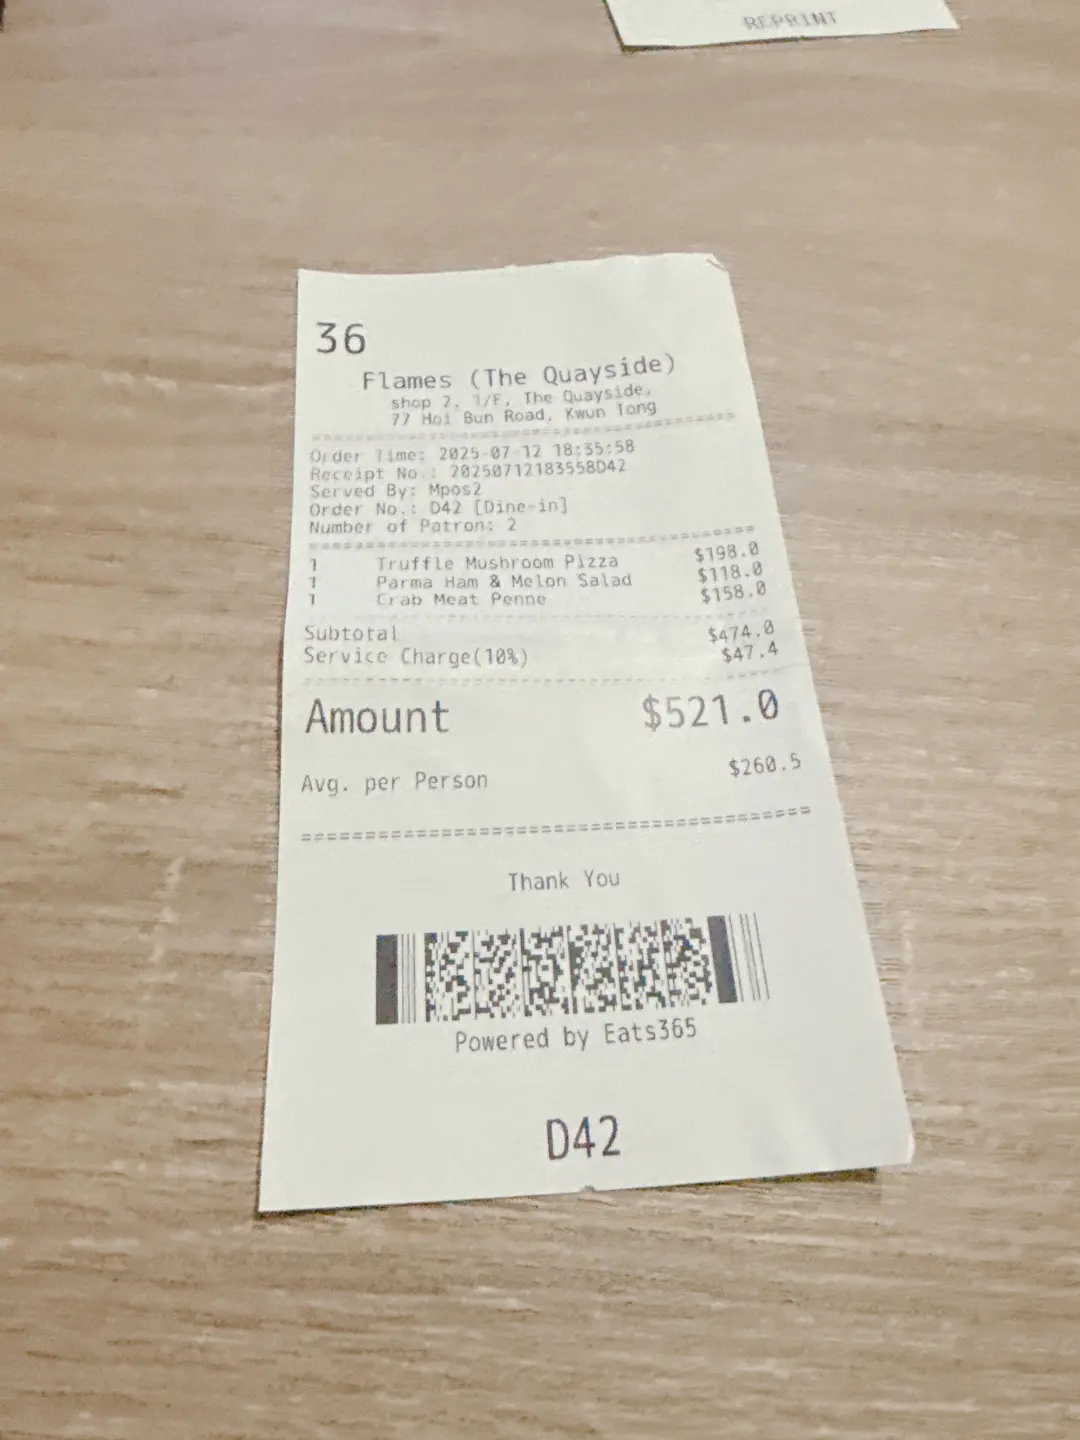 REPRINT
36
Flames (The Quayside)
shop 2, 1/F, The Quayside,
77 Hoi Bun Road, Kwun Tong
Order Time: 2025-07-12 18:35:58
Receipt No.: 20250712183558D42
Served By: Mpos2
Order No.: D42 [Dine-in]
Number of Patron: 2
1 Truffle Mushroom Pizza $198.0
1 Parma Ham & Melon Salad $118.0
1 Crab Meat Penne $158.0
Subtotal $474.0
Service Charge(10%) $47.4
Amount $521.0
Avg. per Person $260.5
Thank You
Powered by Eats365
D42